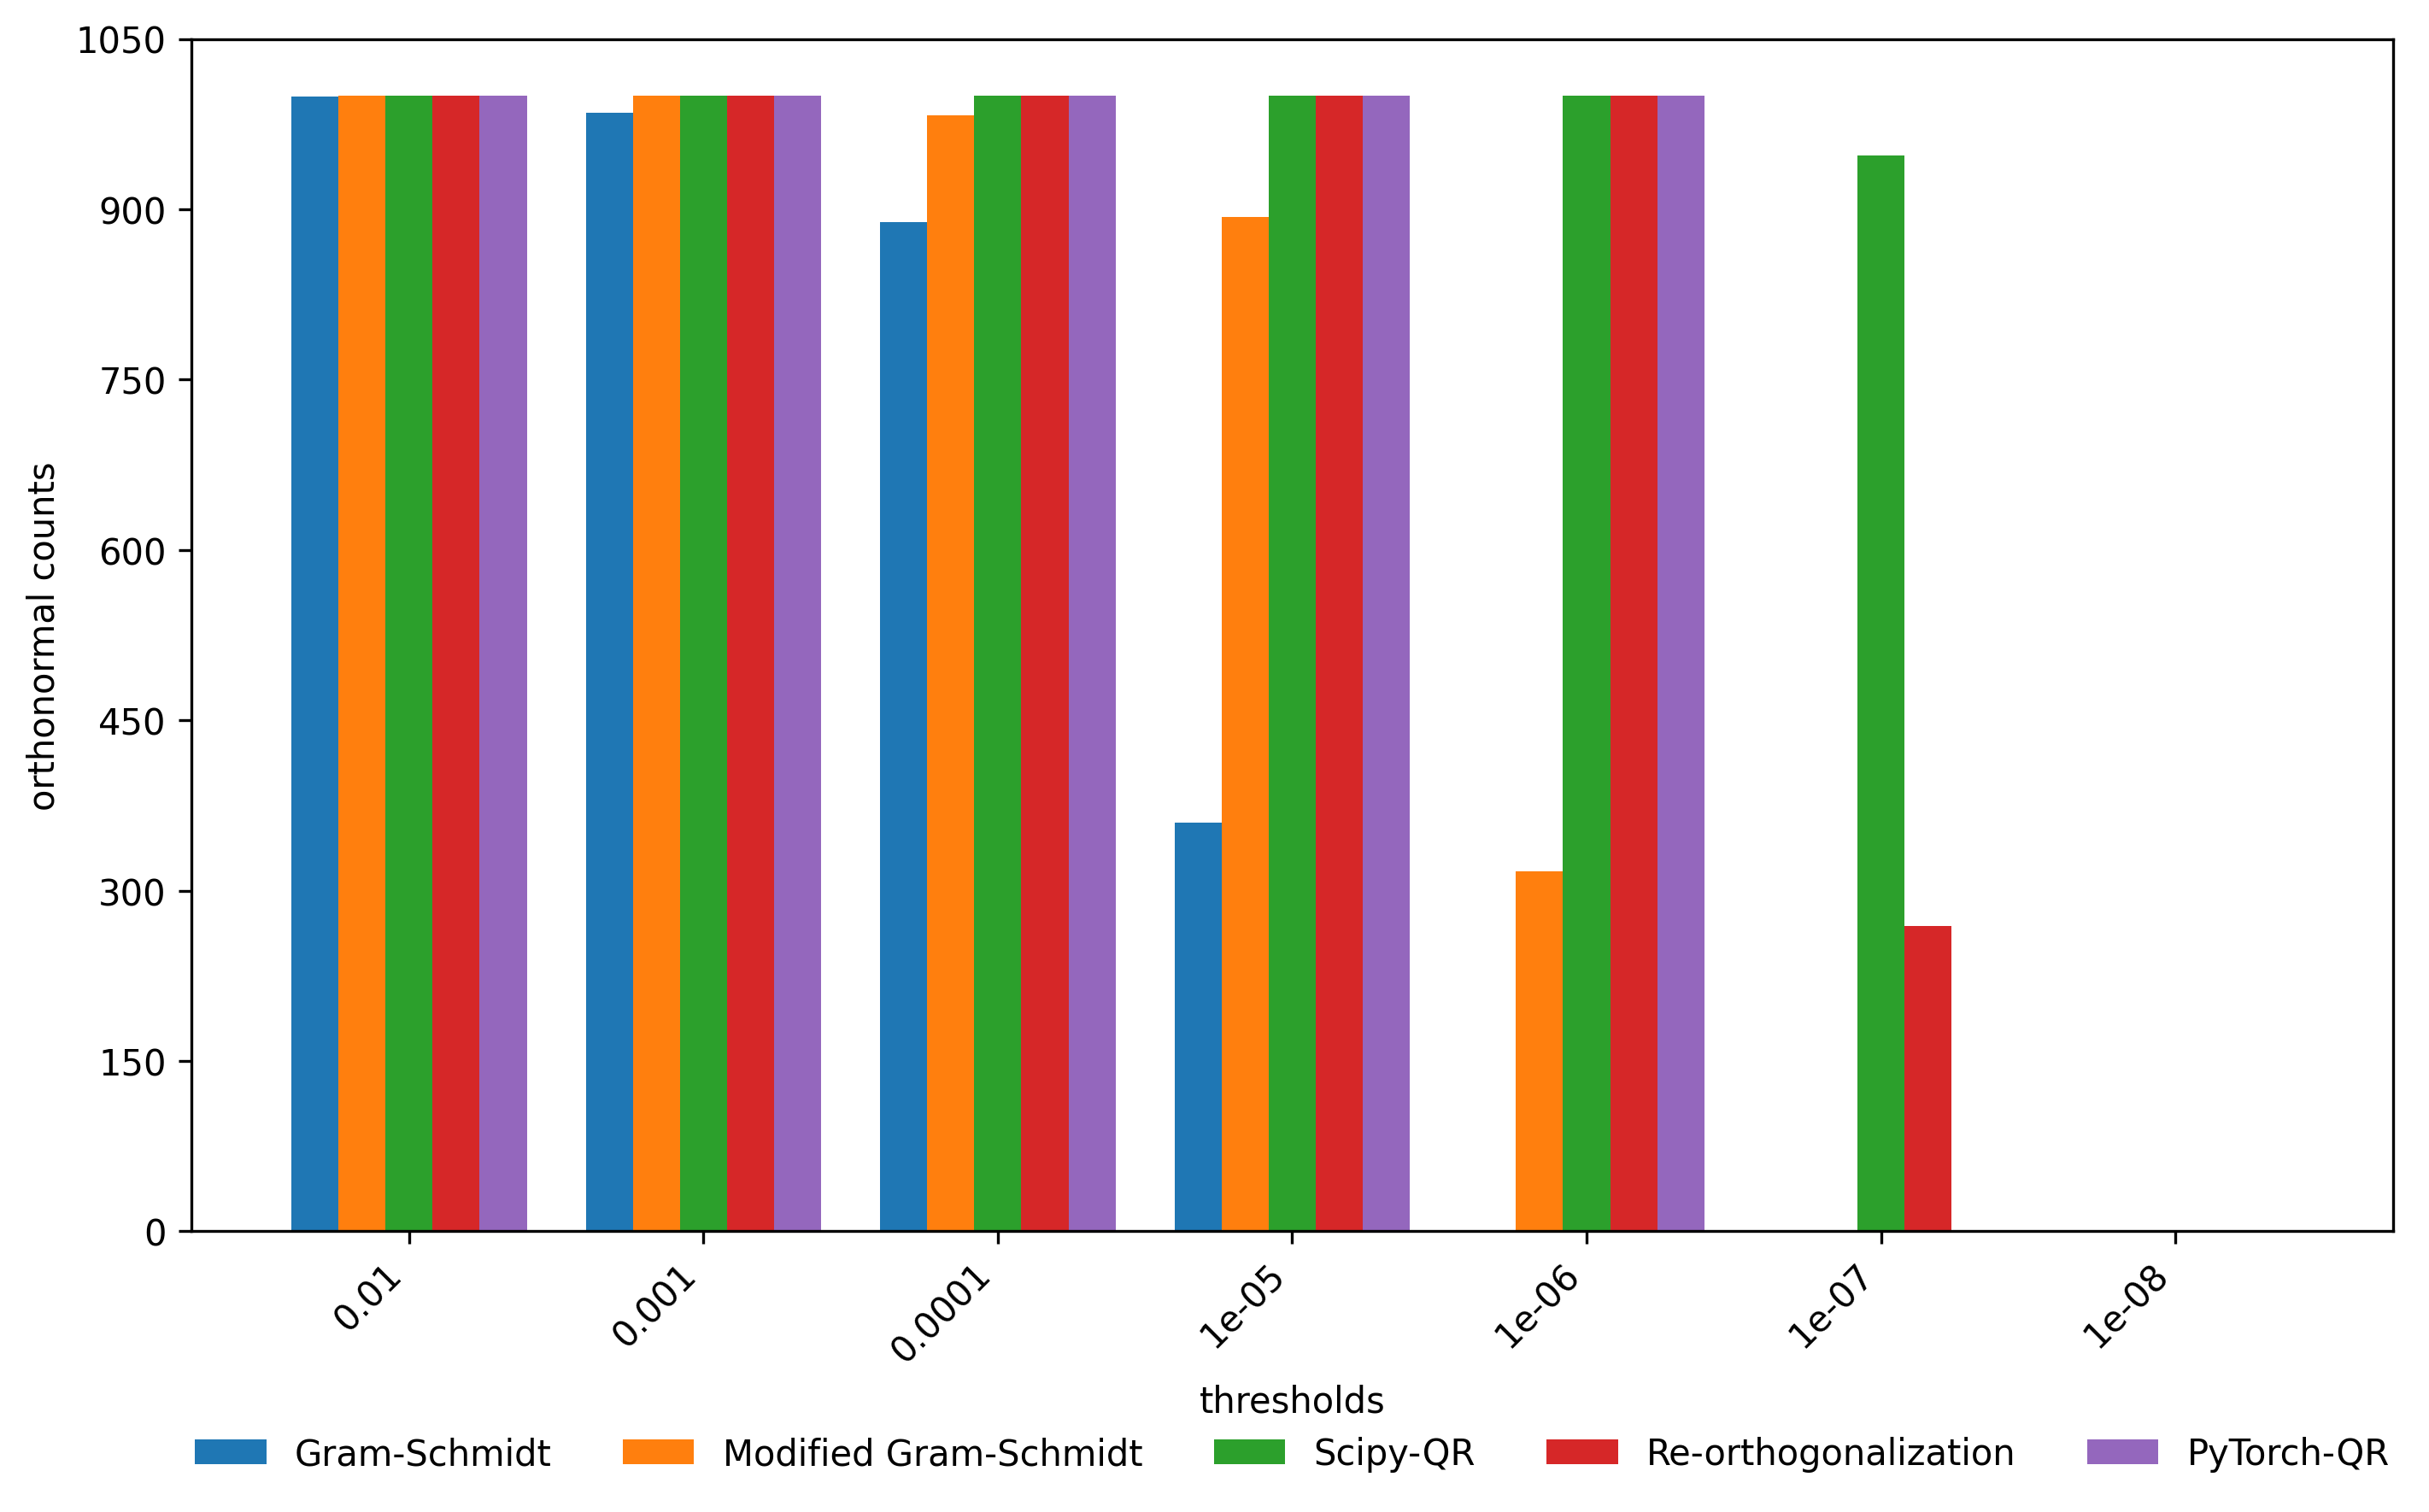 1050
900
750
600
450
300
150
0
orthonormal counts
0.01
0.001
0.0001
1e-05
1e-06
1e-07
1e-08
thresholds
Gram-Schmidt Modified Gram-Schmidt Scipy-QR Re-orthogonalization PyTorch-QR